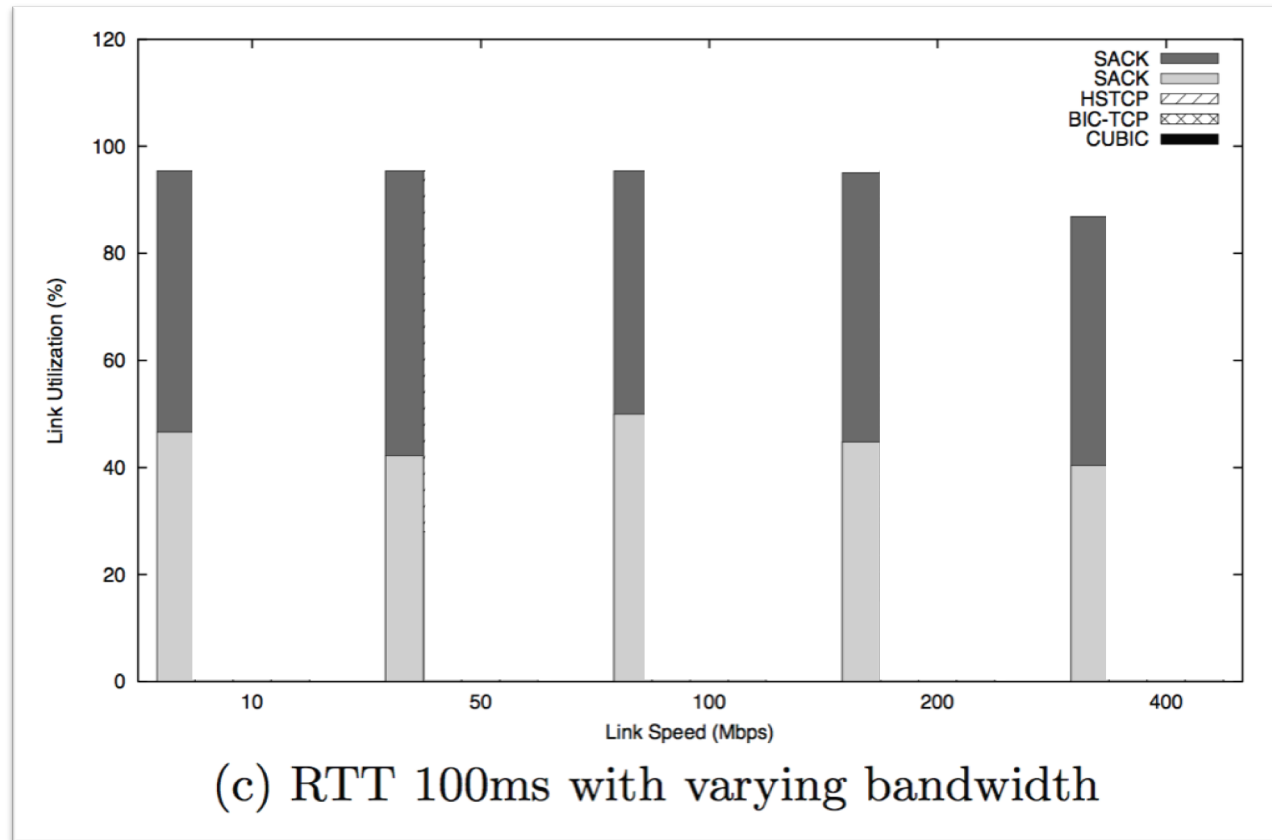 120
100
80
60
40
20
0
Link Utilization (%)
SACK
SACK
HSTCP
BIC-TCP
CUBIC
10 50 100 200 400
Link Speed (Mbps)
(c) RTT 100ms with varying bandwidth